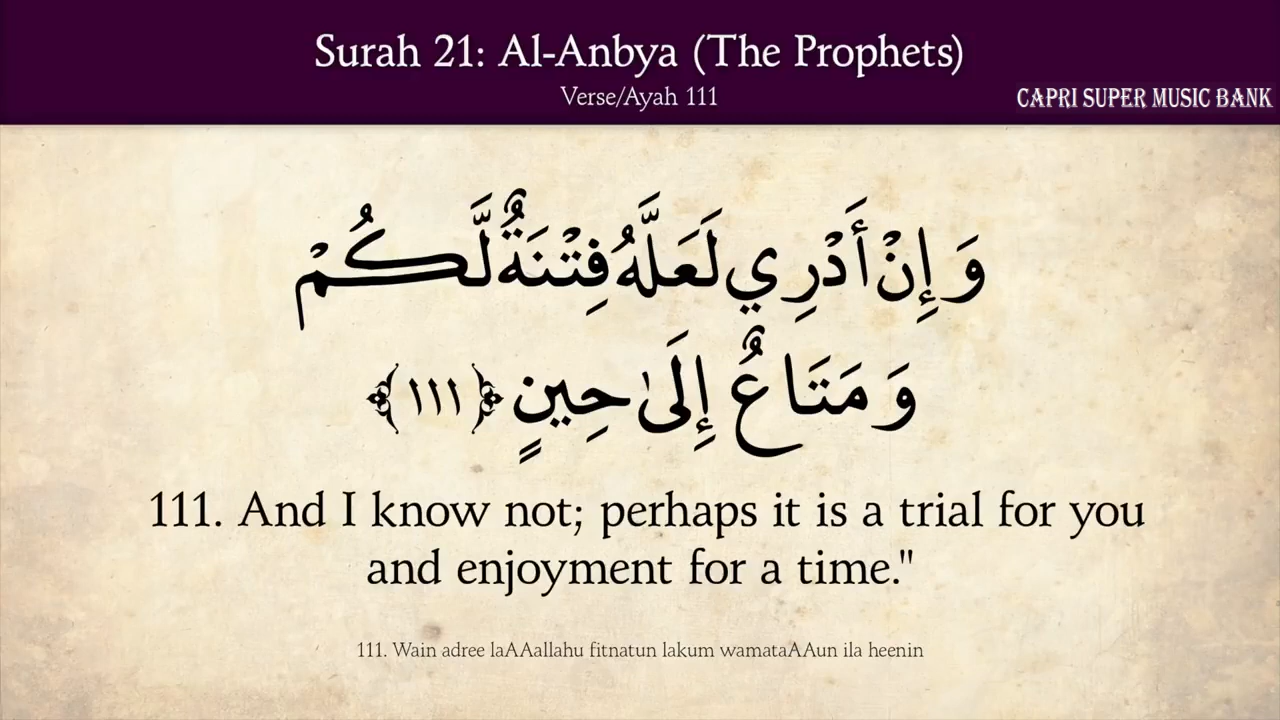 Surah 21: Al-Anbya (The Prophets)
Verse/Ayah 111
CAPRI SUPER MUSIC BANK
وَإِنْ أَدْرِي لَعَلَّهُ فِتْنَةٌ لَّكُمْ
وَمَتَاعٌ إِلَىٰ حِينٍ ﴿١١١﴾
111. And I know not; perhaps it is a trial for you
and enjoyment for a time."
111. Wain adree laAAallahu fitnatun lakum wamataAAun ila heenin